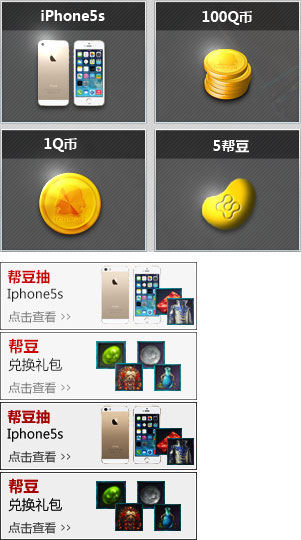 iPhone5s
100Q币
1Q币
5帮豆
帮豆抽
Iphone5s
点击查看 >>
帮豆
兑换礼包
点击查看 >>
帮豆抽
Iphone5s
点击查看 >>
帮豆
兑换礼包
点击查看 >>